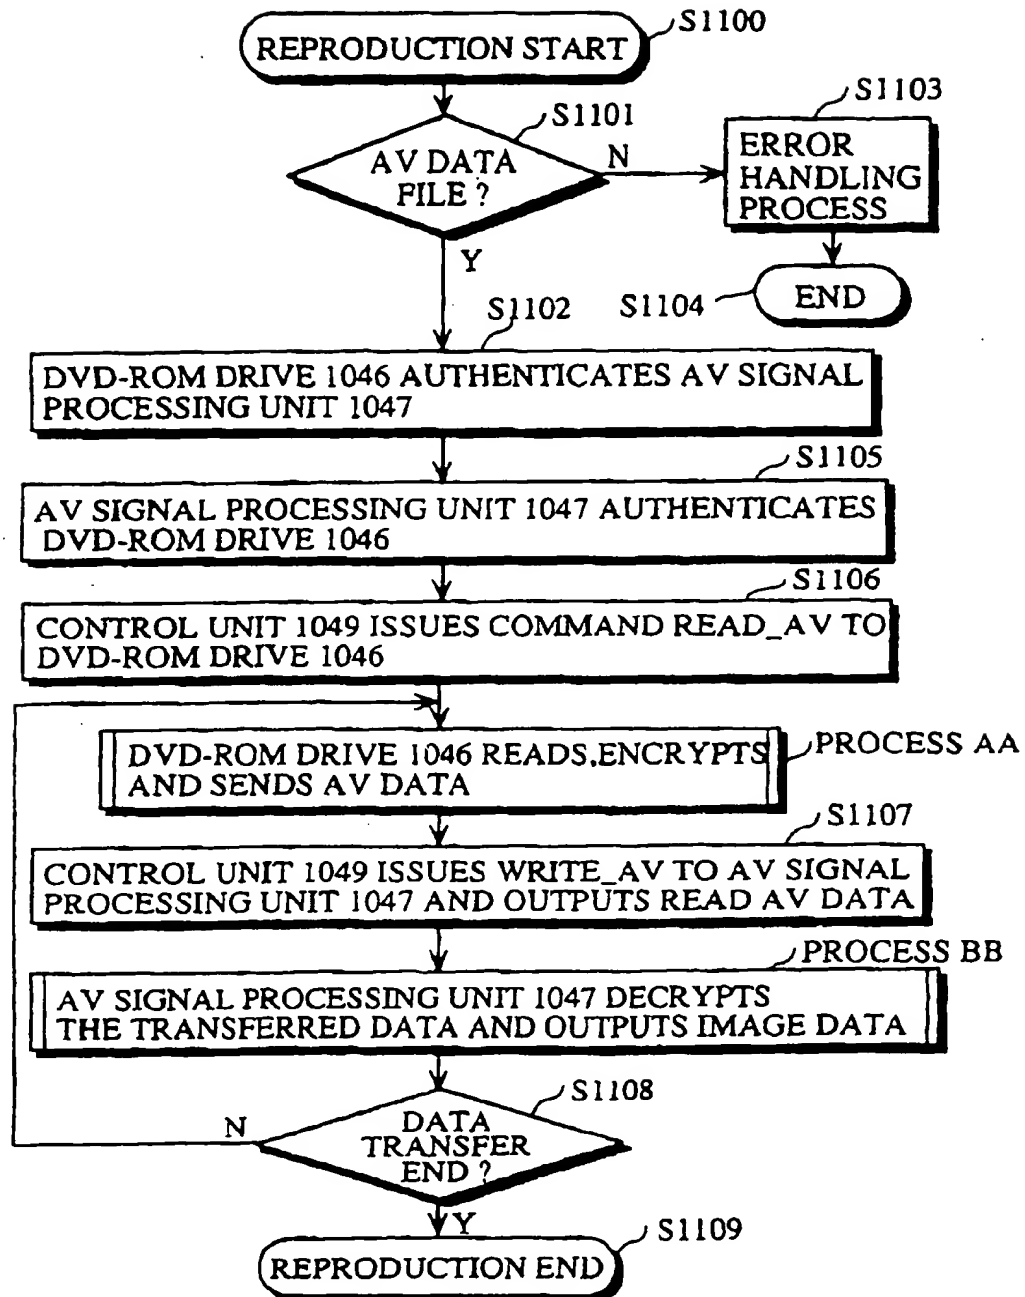 S1100
REPRODUCTION START
S1101
AV DATA
FILE ?
N
S1103
ERROR
HANDLING
PROCESS
Y
S1104
END
S1102
DVD-ROM DRIVE 1046 AUTHENTICATES AV SIGNAL
PROCESSING UNIT 1047
S1105
AV SIGNAL PROCESSING UNIT 1047 AUTHENTICATES
DVD-ROM DRIVE 1046
S1106
CONTROL UNIT 1049 ISSUES COMMAND READ_AV TO
DVD-ROM DRIVE 1046
DVD-ROM DRIVE 1046 READS,ENCRYPTS
AND SENDS AV DATA
PROCESS AA
S1107
CONTROL UNIT 1049 ISSUES WRITE_AV TO AV SIGNAL
PROCESSING UNIT 1047 AND OUTPUTS READ AV DATA
PROCESS BB
AV SIGNAL PROCESSING UNIT 1047 DECRYPTS
THE TRANSFERRED DATA AND OUTPUTS IMAGE DATA
S1108
N
DATA
TRANSFER
END ?
Y
S1109
REPRODUCTION END